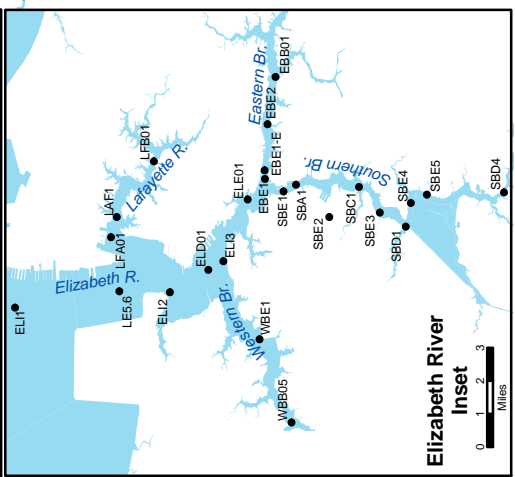 ELI1
Elizabeth R.
LE5.6
LFA01
LAF1
LFB01
Lafayette R.
ELI2
ELD01
ELI3
ELE01
Western Br.
WBE1
WBB05
Eastern Br.
EBB01
EBE2
EBE1-E
EBE1
SBE1
SBA1
Southern Br.
SBE2
SBC1
SBE3
SBD1
SBE4
SBE5
SBD4
Elizabeth River
Inset
0 1 2 3
Miles